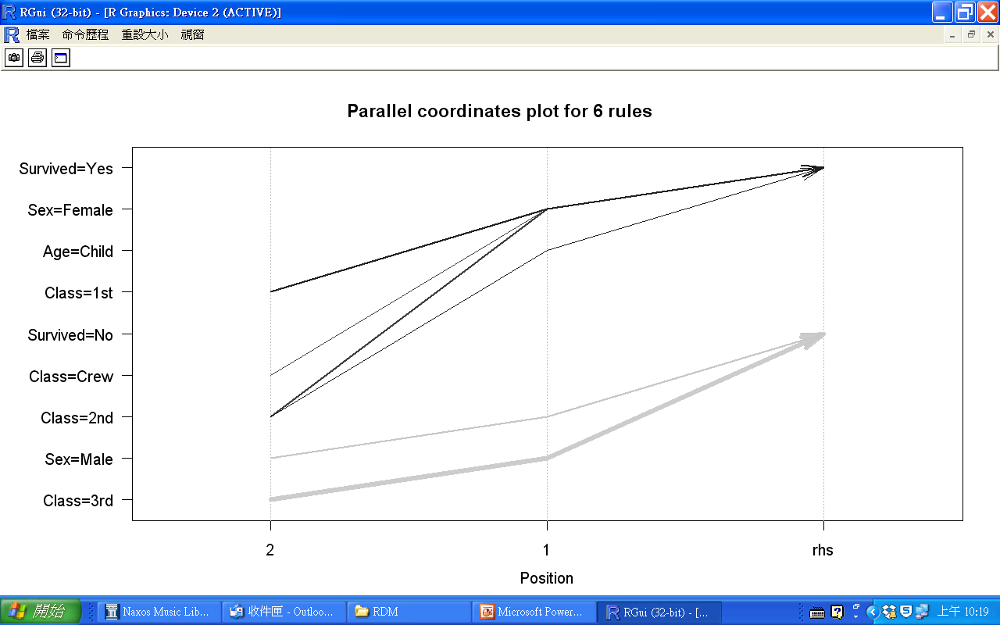 RGui (32-bit) - [R Graphics: Device 2 (ACTIVE)]
檔案 命令歷程 重設大小 視窗
Parallel coordinates plot for 6 rules
Survived=Yes
Sex=Female
Age=Child
Class=1st
Survived=No
Class=Crew
Class=2nd
Sex=Male
Class=3rd
2 1 rhs
Position
開始 Naxos Music Lib... 收件匣 - Outloo... RDM Microsoft Power... RGui (32-bit) - [... 上午 10:19